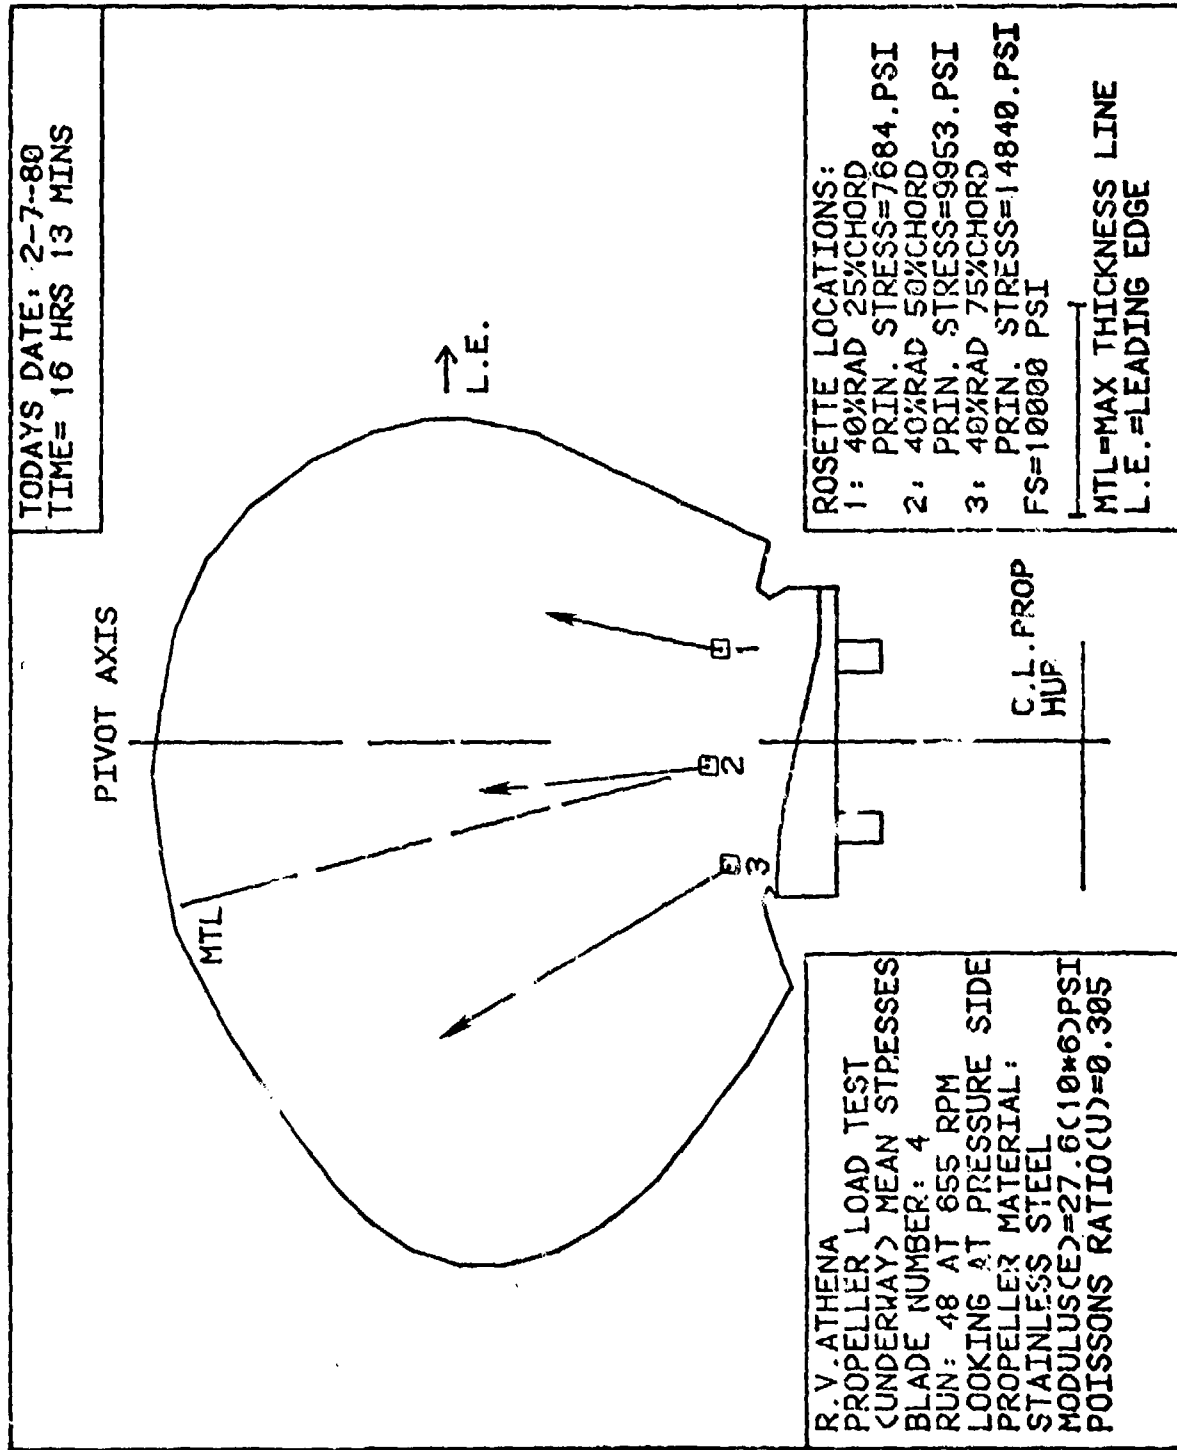 TODAYS DATE: 2-7-80
TIME= 16 HRS 13 MINS
PIVOT AXIS
MTL
L.E.
1
2
3
C.L.PROP
HUB
R.V.ATHENA
PROPELLER LOAD TEST
(UNDERWAY) MEAN STRESSES
BLADE NUMBER: 4
RUN: 48 AT 655 RPM
LOOKING AT PRESSURE SIDE
PROPELLER MATERIAL:
STAINLESS STEEL
MODULUS(E)=27.6(10*6)PSI
POISSONS RATIO(U)=0.305
ROSETTE LOCATIONS:
1: 40%RAD 25%CHORD
PRIN. STRESS=7684.PSI
2: 40%RAD 50%CHORD
PRIN. STRESS=9953.PSI
3: 40%RAD 75%CHORD
PRIN. STRESS=14840.PSI
FS=10000 PSI
MTL=MAX THICKNESS LINE
L.E.=LEADING EDGE